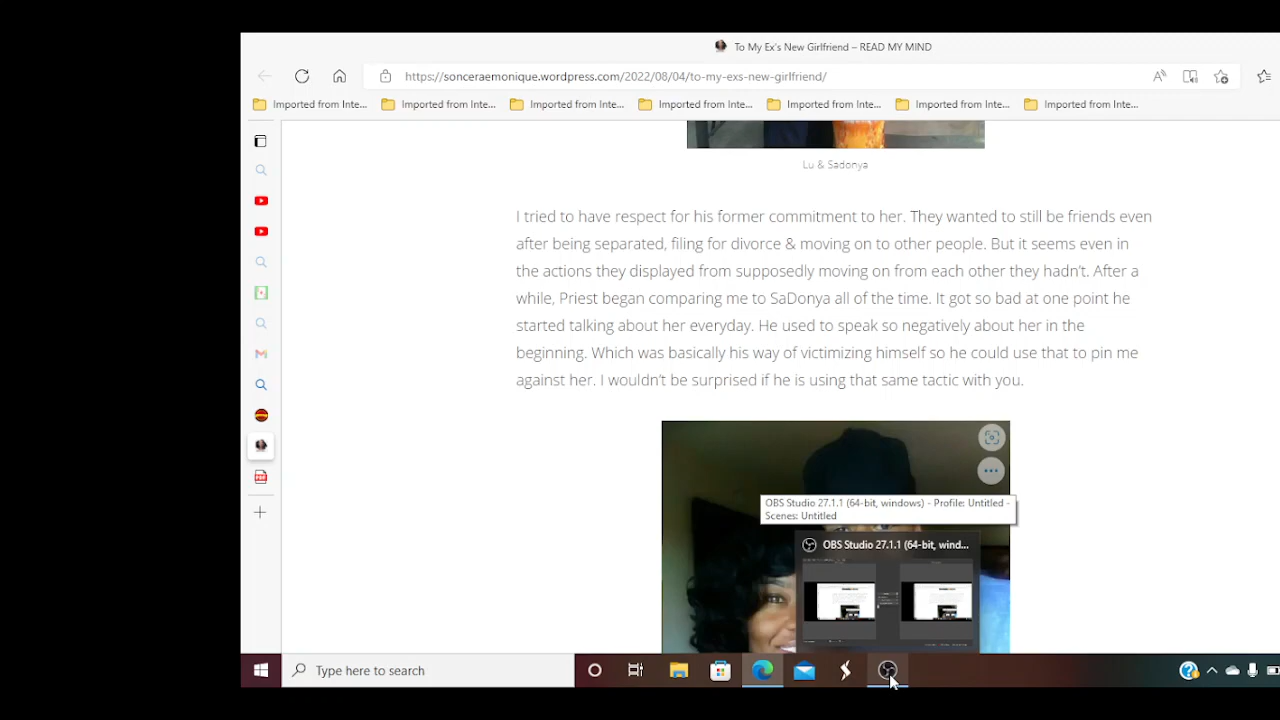 To My Ex's New Girlfriend – READ MY MIND
https://sonceraemonique.wordpress.com/2022/08/04/to-my-exs-new-girlfriend/
Imported from Inte...
Imported from Inte...
Imported from Inte...
Imported from Inte...
Imported from Inte...
Imported from Inte...
Imported from Inte...
Lu & Sadonya
I tried to have respect for his former commitment to her. They wanted to still be friends even
after being separated, filing for divorce & moving on to other people. But it seems even in
the actions they displayed from supposedly moving on from each other they hadn't. After a
while, Priest began comparing me to SaDonya all of the time. It got so bad at one point he
started talking about her everyday. He used to speak so negatively about her in the
beginning. Which was basically his way of victimizing himself so he could use that to pin me
against her. I wouldn't be surprised if he is using that same tactic with you.
OBS Studio 27.1.1 (64-bit, windows) - Profile: Untitled -
Scenes: Untitled
OBS Studio 27.1.1 (64-bit, wind...
Type here to search